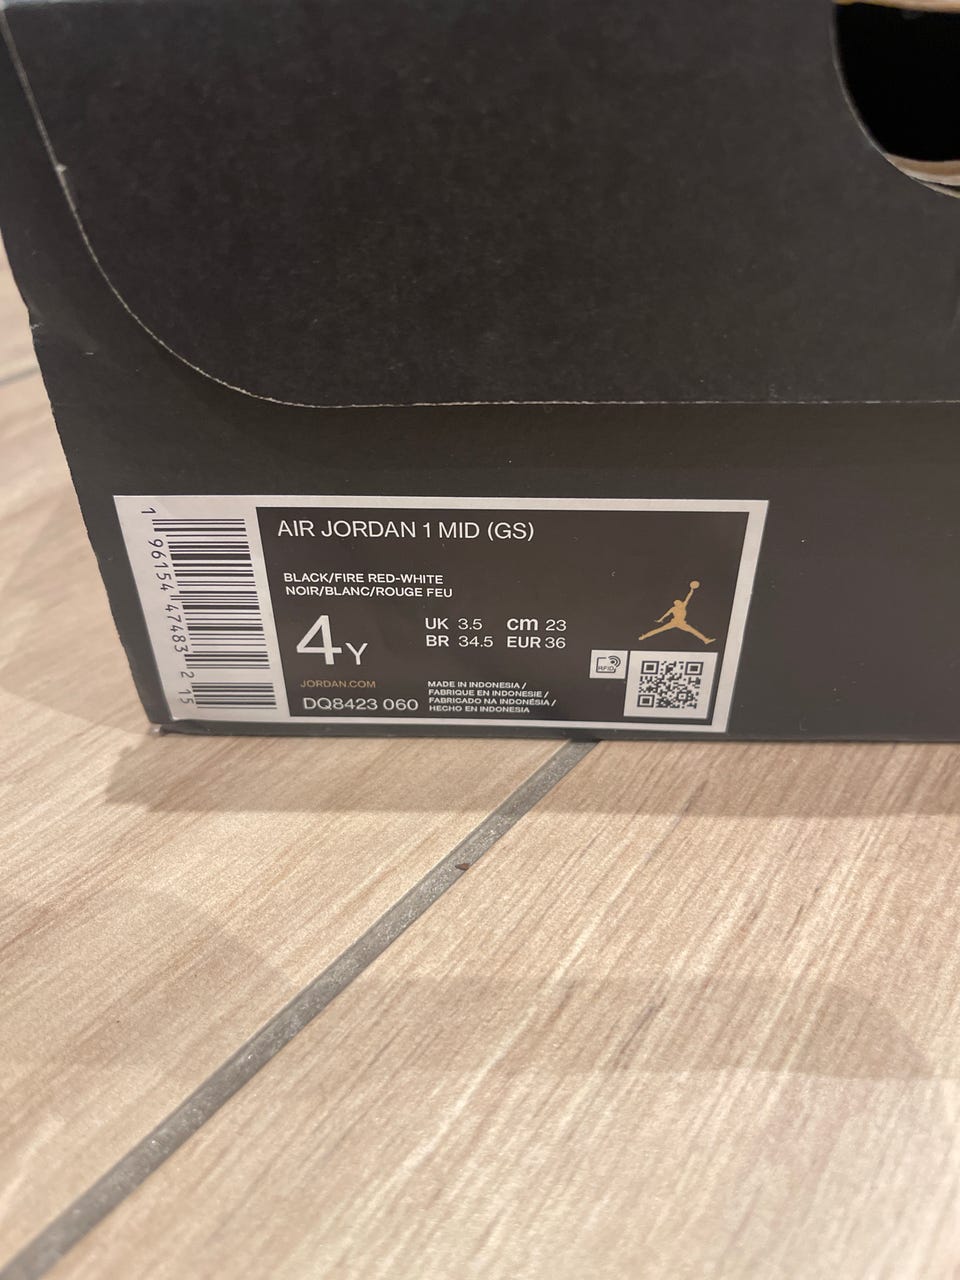 AIR JORDAN 1 MID (GS)
BLACK/FIRE RED-WHITE
NOIR/BLANC/ROUGE FEU
4Y
UK 3.5 cm 23
BR 34.5 EUR 36
RFID
JORDAN.COM
DQ8423 060
MADE IN INDONESIA /
FABRIQUE EN INDONESIE /
FABRICADO NA INDONÉSIA /
HECHO EN INDONESIA
1 96154 47483 2 15